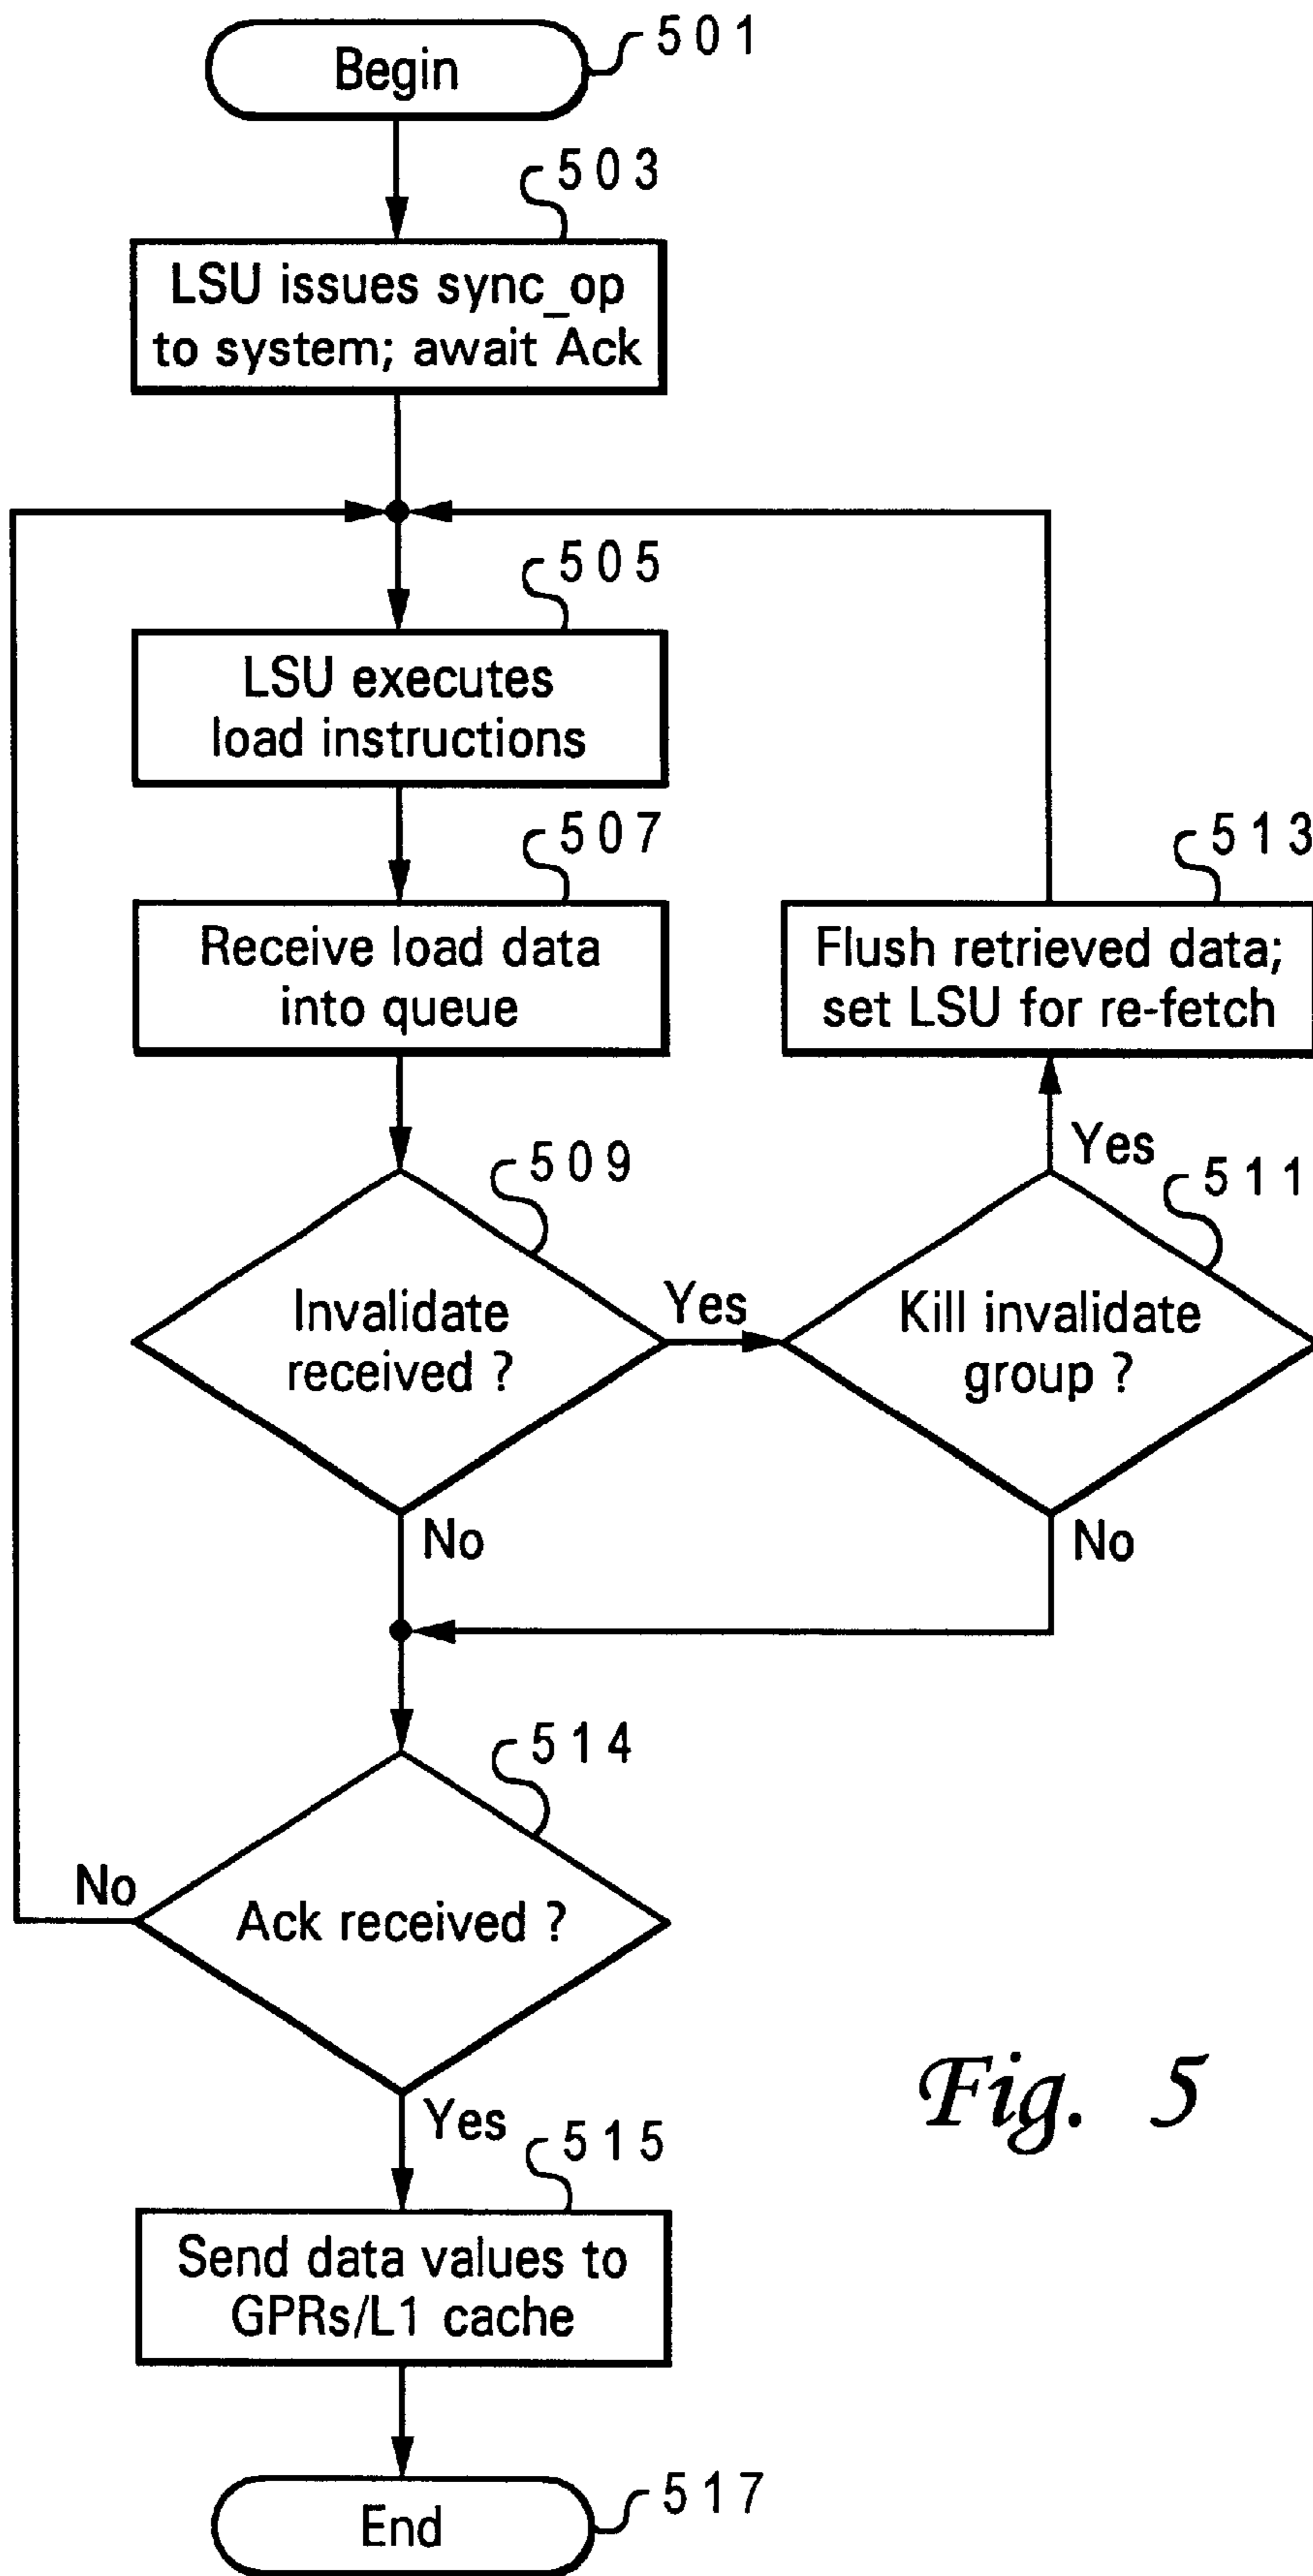 Begin
501
503
LSU issues sync_op
to system; await Ack
505
LSU executes
load instructions
507
Receive load data
into queue
513
Flush retrieved data;
set LSU for re-fetch
509
Invalidate
received ?
Yes
No
Yes
511
Kill invalidate
group ?
No
514
Ack received ?
No
Yes
515
Send data values to
GPRs/L1 cache
End
517
Fig. 5